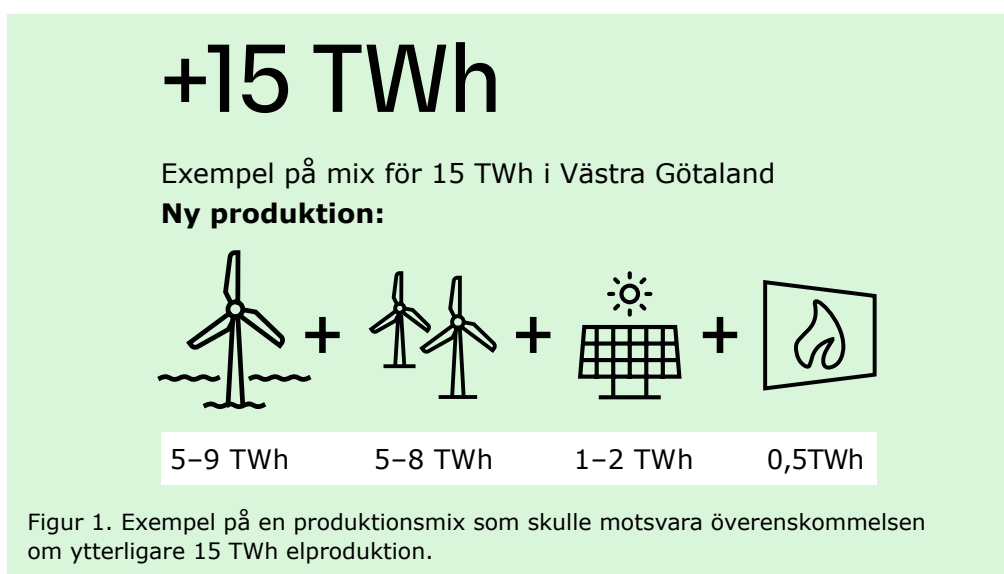 +15 TWh
Exempel på mix för 15 TWh i Västra Götaland
Ny produktion:
+ + +
5–9 TWh 5–8 TWh 1–2 TWh 0,5TWh
Figur 1. Exempel på en produktionsmix som skulle motsvara överenskommelsen
om ytterligare 15 TWh elproduktion.